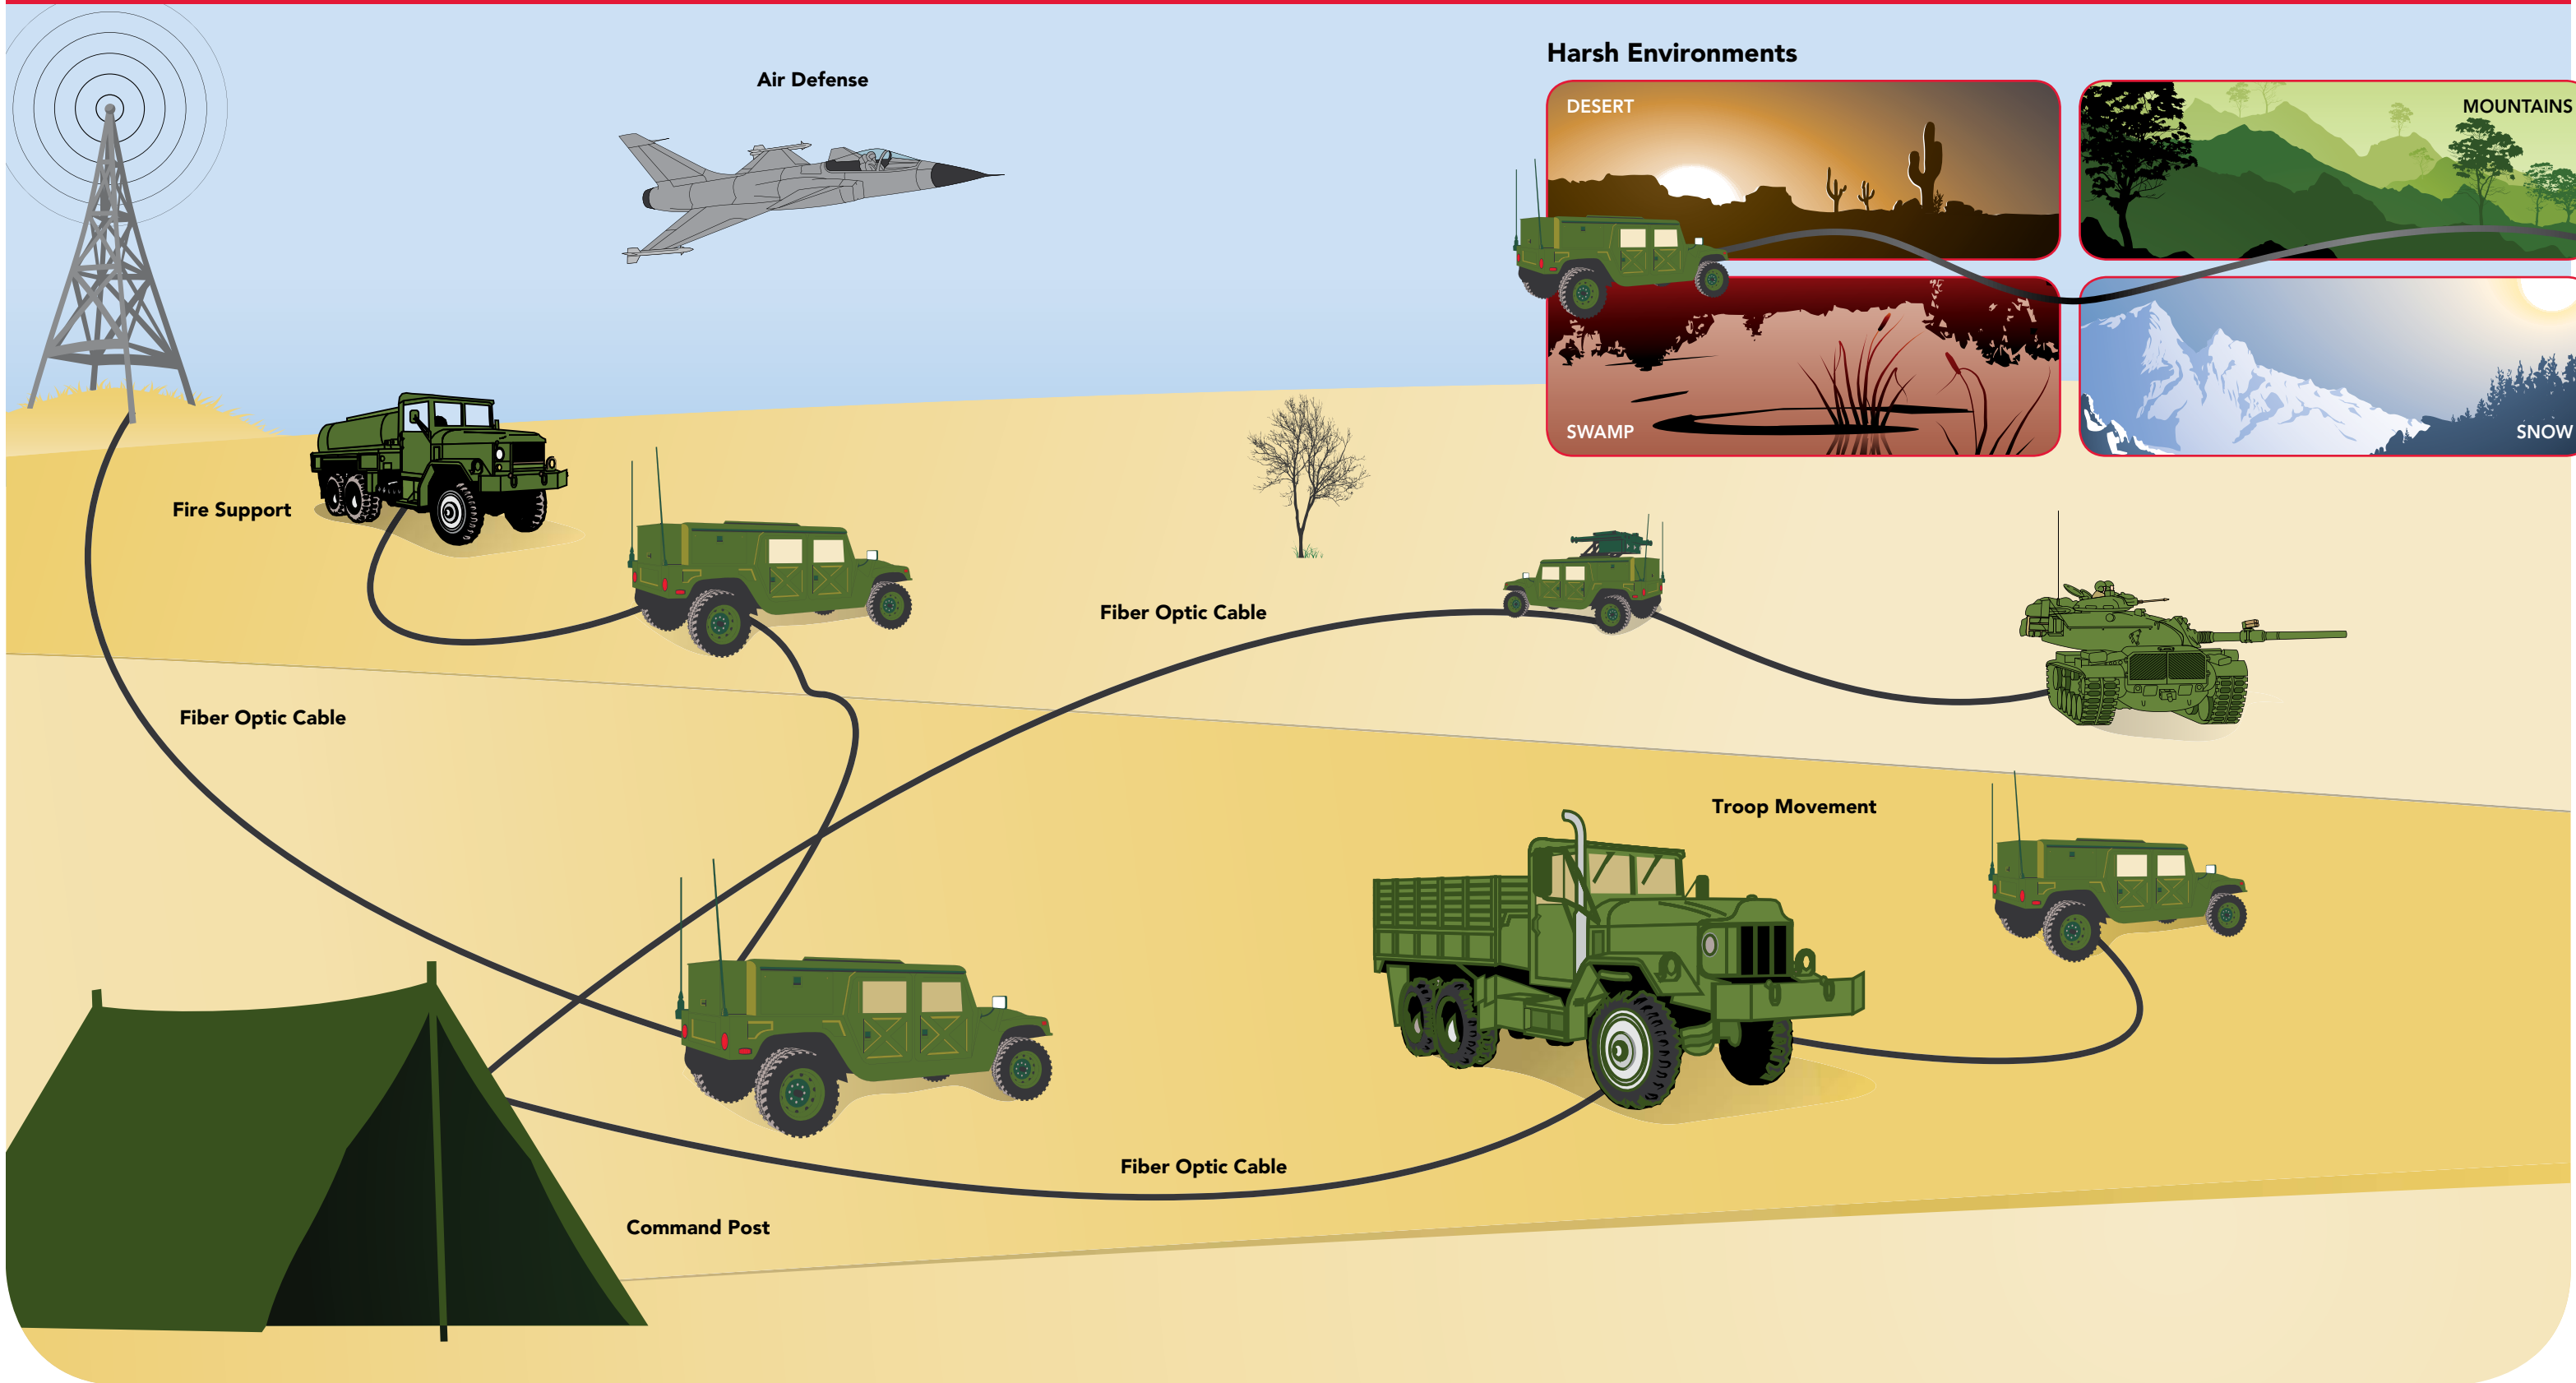 Harsh Environments
Air Defense
DESERT
MOUNTAINS
SWAMP
SNOW
Fire Support
Fiber Optic Cable
Fiber Optic Cable
Troop Movement
Fiber Optic Cable
Command Post